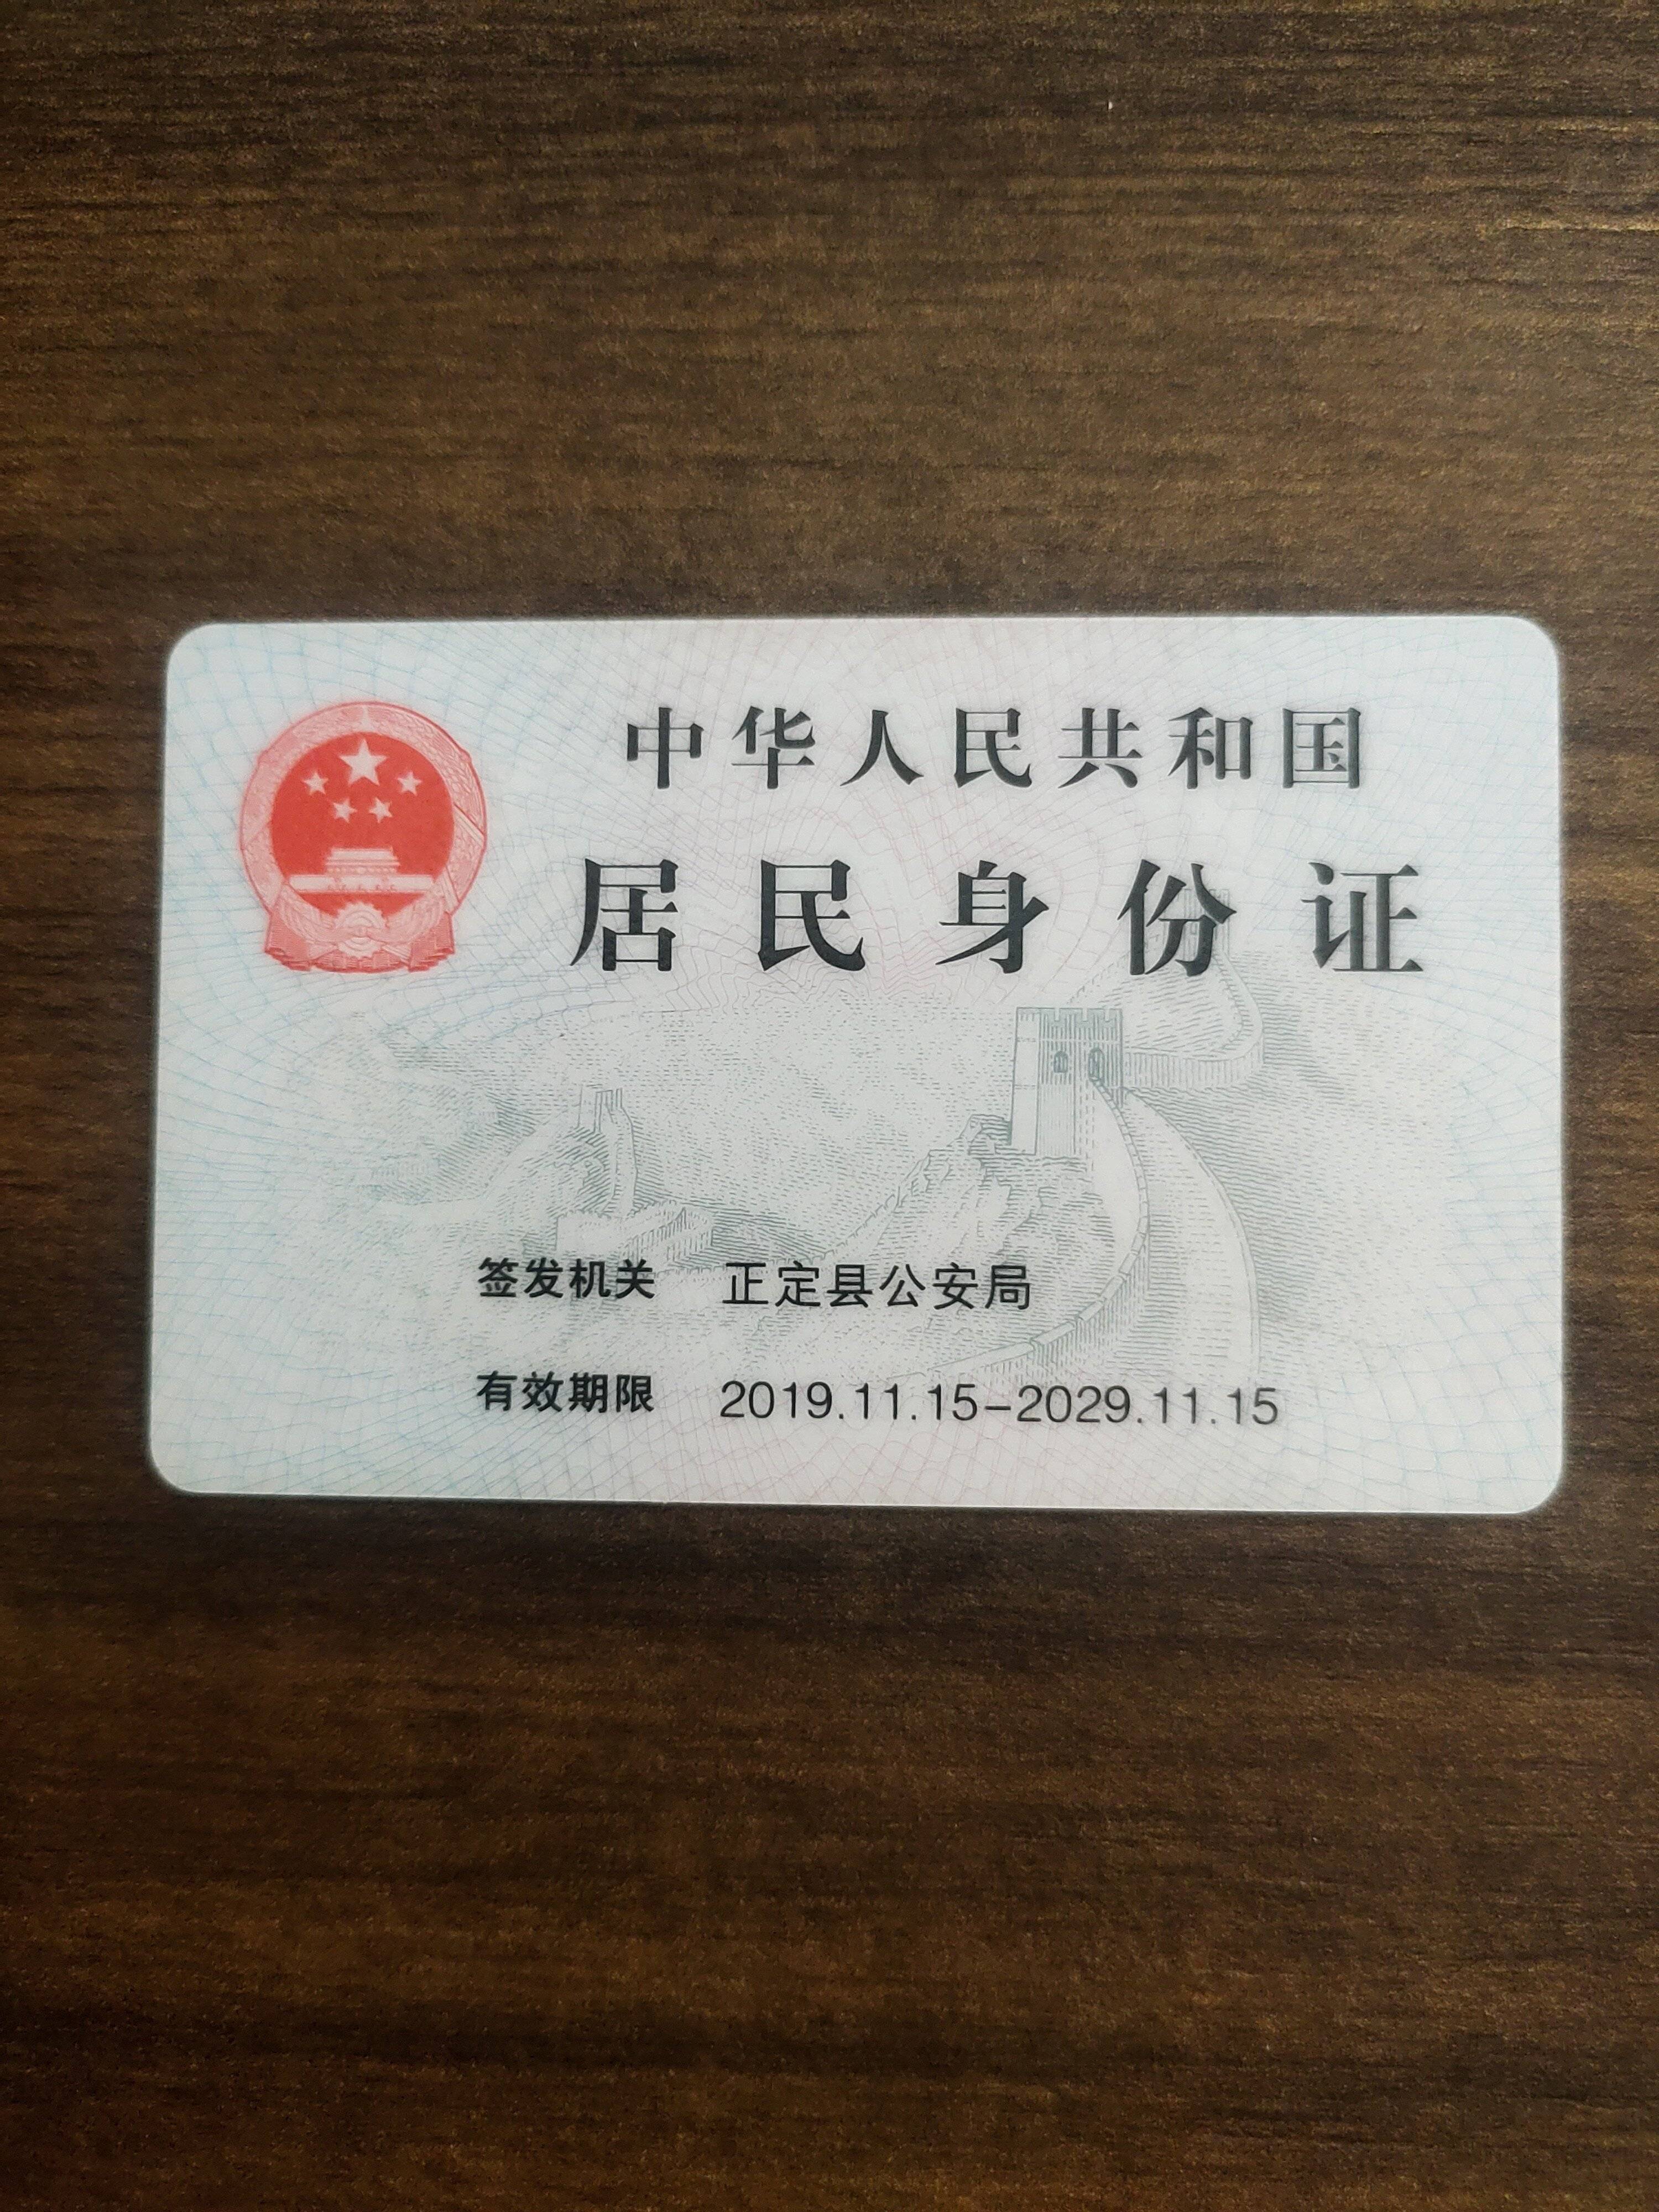 中华人民共和国
居民身份证
签发机关 正定县公安局
有效期限 2019.11.15-2029.11.15